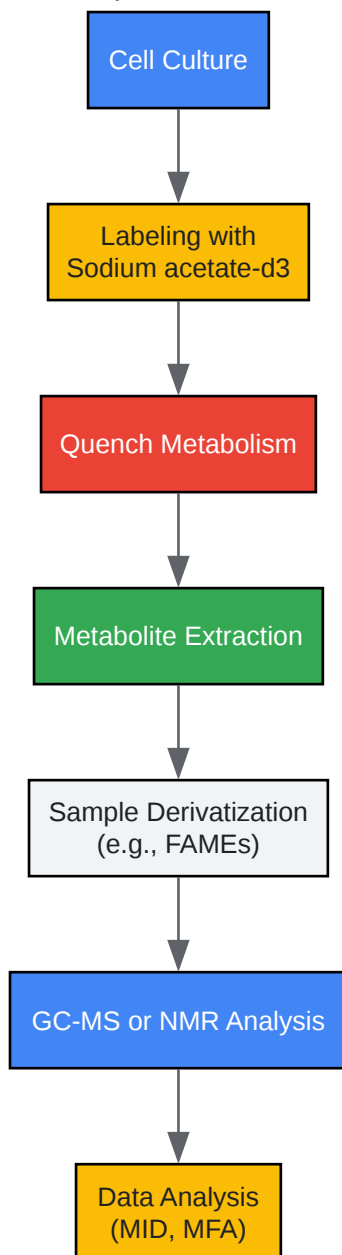 Cell Culture
Labeling with
Sodium acetate-d3
Quench Metabolism
Metabolite Extraction
Sample Derivatization
(e.g., FAMEs)
GC-MS or NMR Analysis
Data Analysis
(MID, MFA)